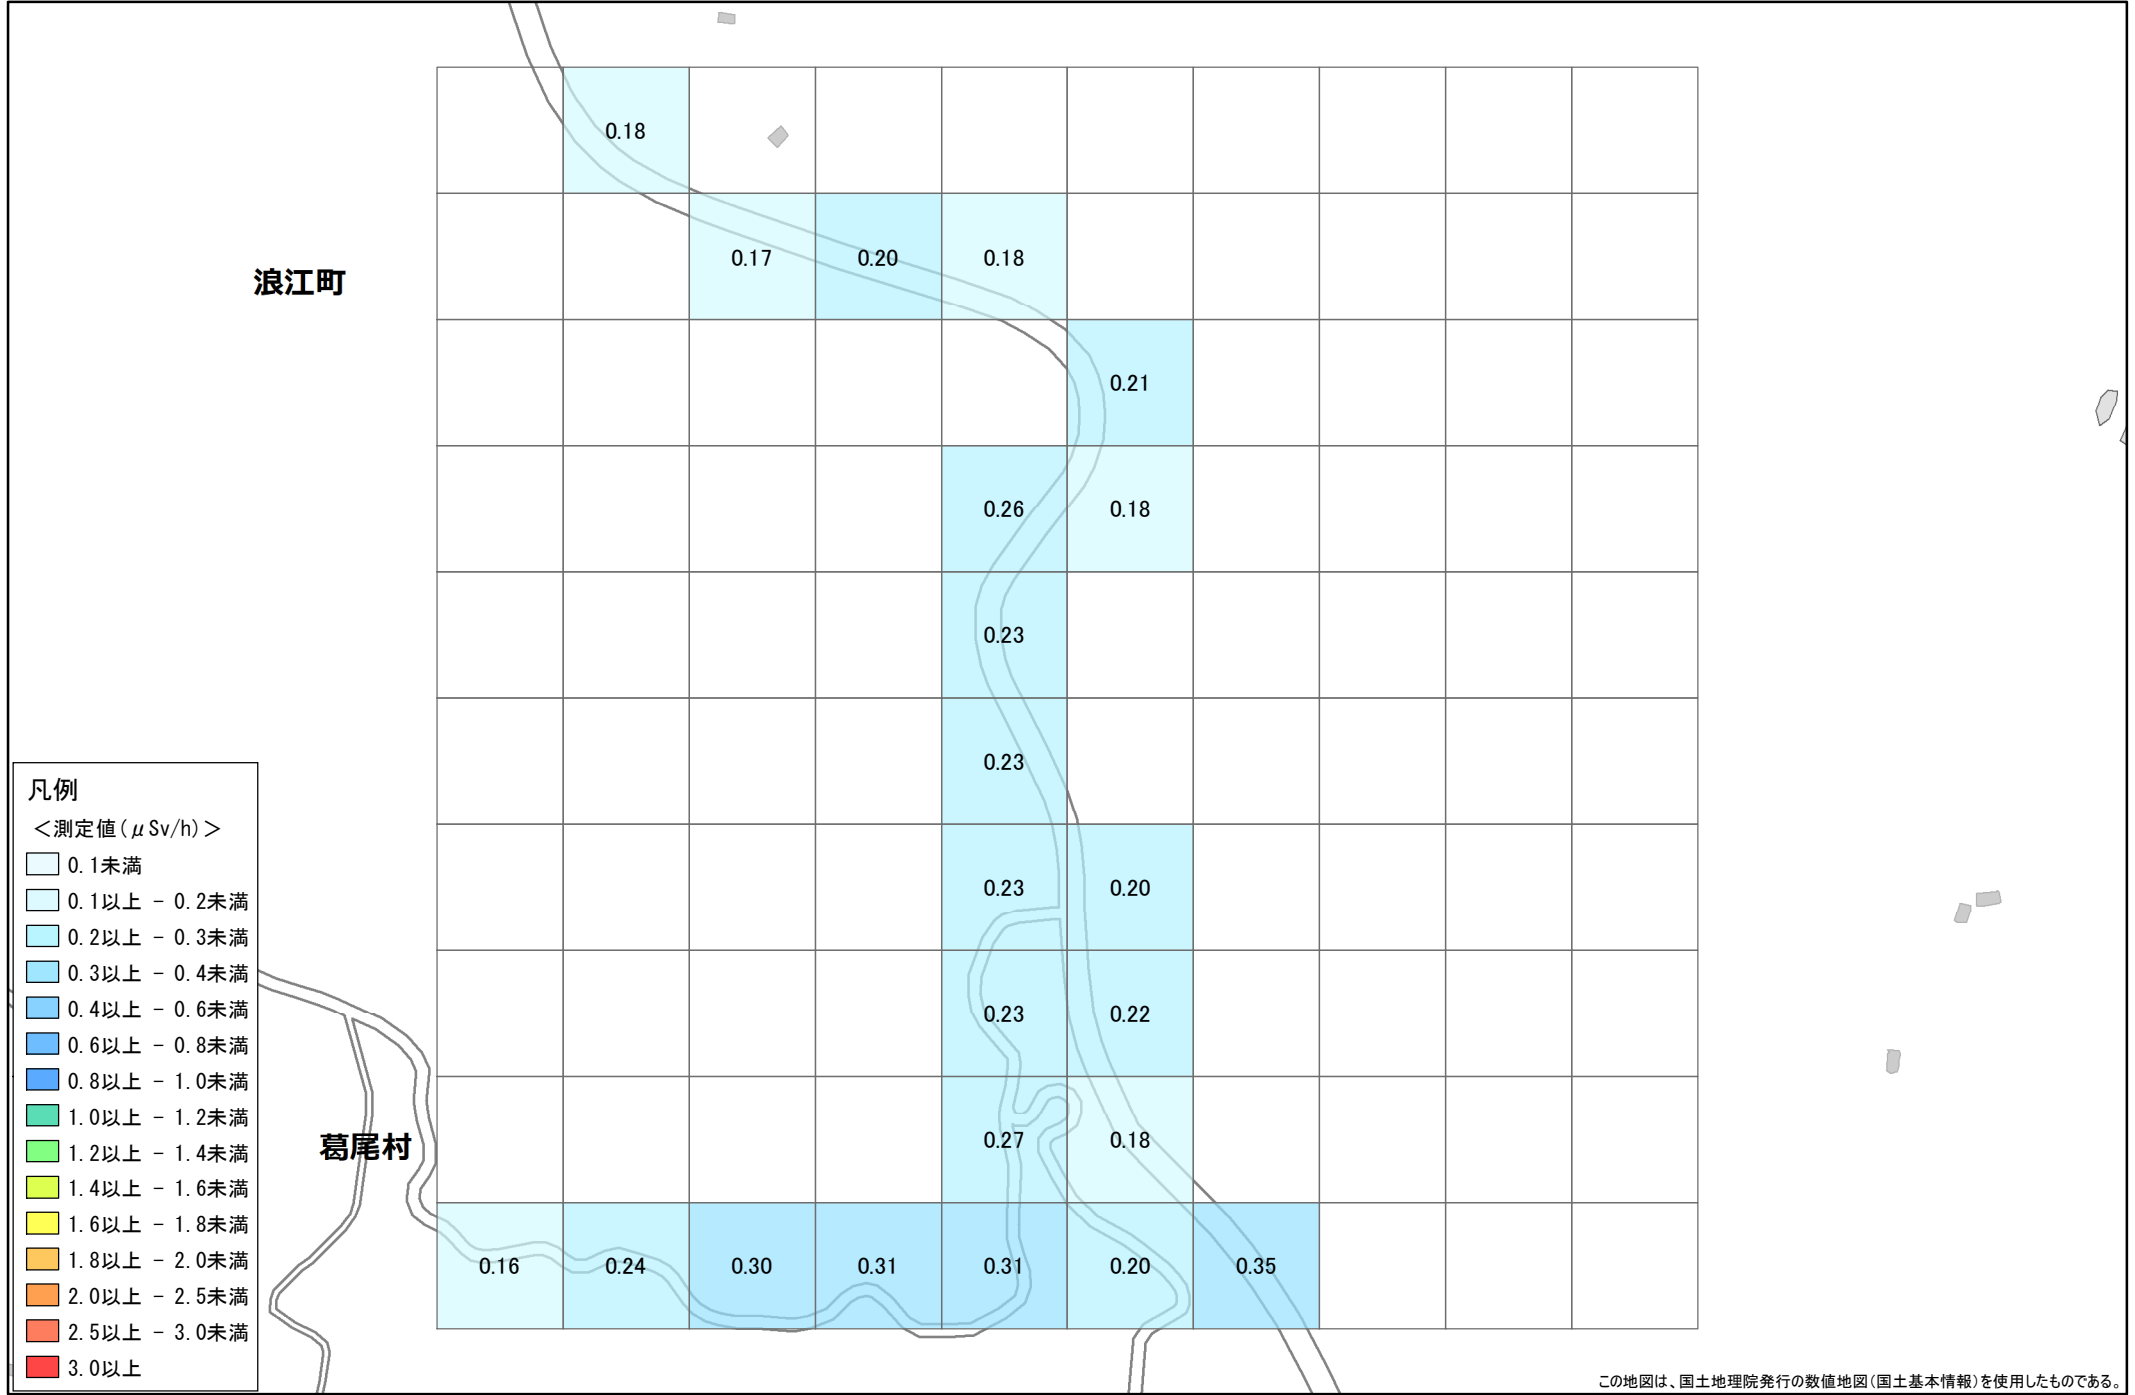 0.18
0.17 0.20 0.18
浪江町
0.21
0.26 0.18
0.23
0.23
0.23 0.20
0.23 0.22
0.27 0.18
葛尾村
0.16 0.24 0.30 0.31 0.31 0.20 0.35
凡例
＜測定値(μSv/h)＞
0.1未満
0.1以上 － 0.2未満
0.2以上 － 0.3未満
0.3以上 － 0.4未満
0.4以上 － 0.6未満
0.6以上 － 0.8未満
0.8以上 － 1.0未満
1.0以上 － 1.2未満
1.2以上 － 1.4未満
1.4以上 － 1.6未満
1.6以上 － 1.8未満
1.8以上 － 2.0未満
2.0以上 － 2.5未満
2.5以上 － 3.0未満
3.0以上
この地図は、国土地理院発行の数値地図(国土基本情報)を使用したものである。